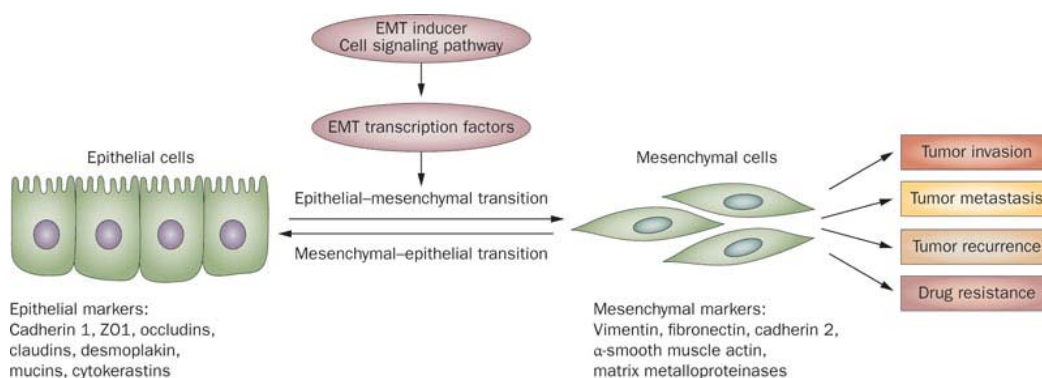 EMT inducer
Cell signaling pathway
EMT transcription factors
Epithelial cells
Mesenchymal cells
Epithelial–mesenchymal transition
Mesenchymal–epithelial transition
Tumor invasion
Tumor metastasis
Tumor recurrence
Drug resistance
Epithelial markers:
Cadherin 1, ZO1, occludins,
claudins, desmoplakin,
mucins, cytokerastins
Mesenchymal markers:
Vimentin, fibronectin, cadherin 2,
α-smooth muscle actin,
matrix metalloproteinases